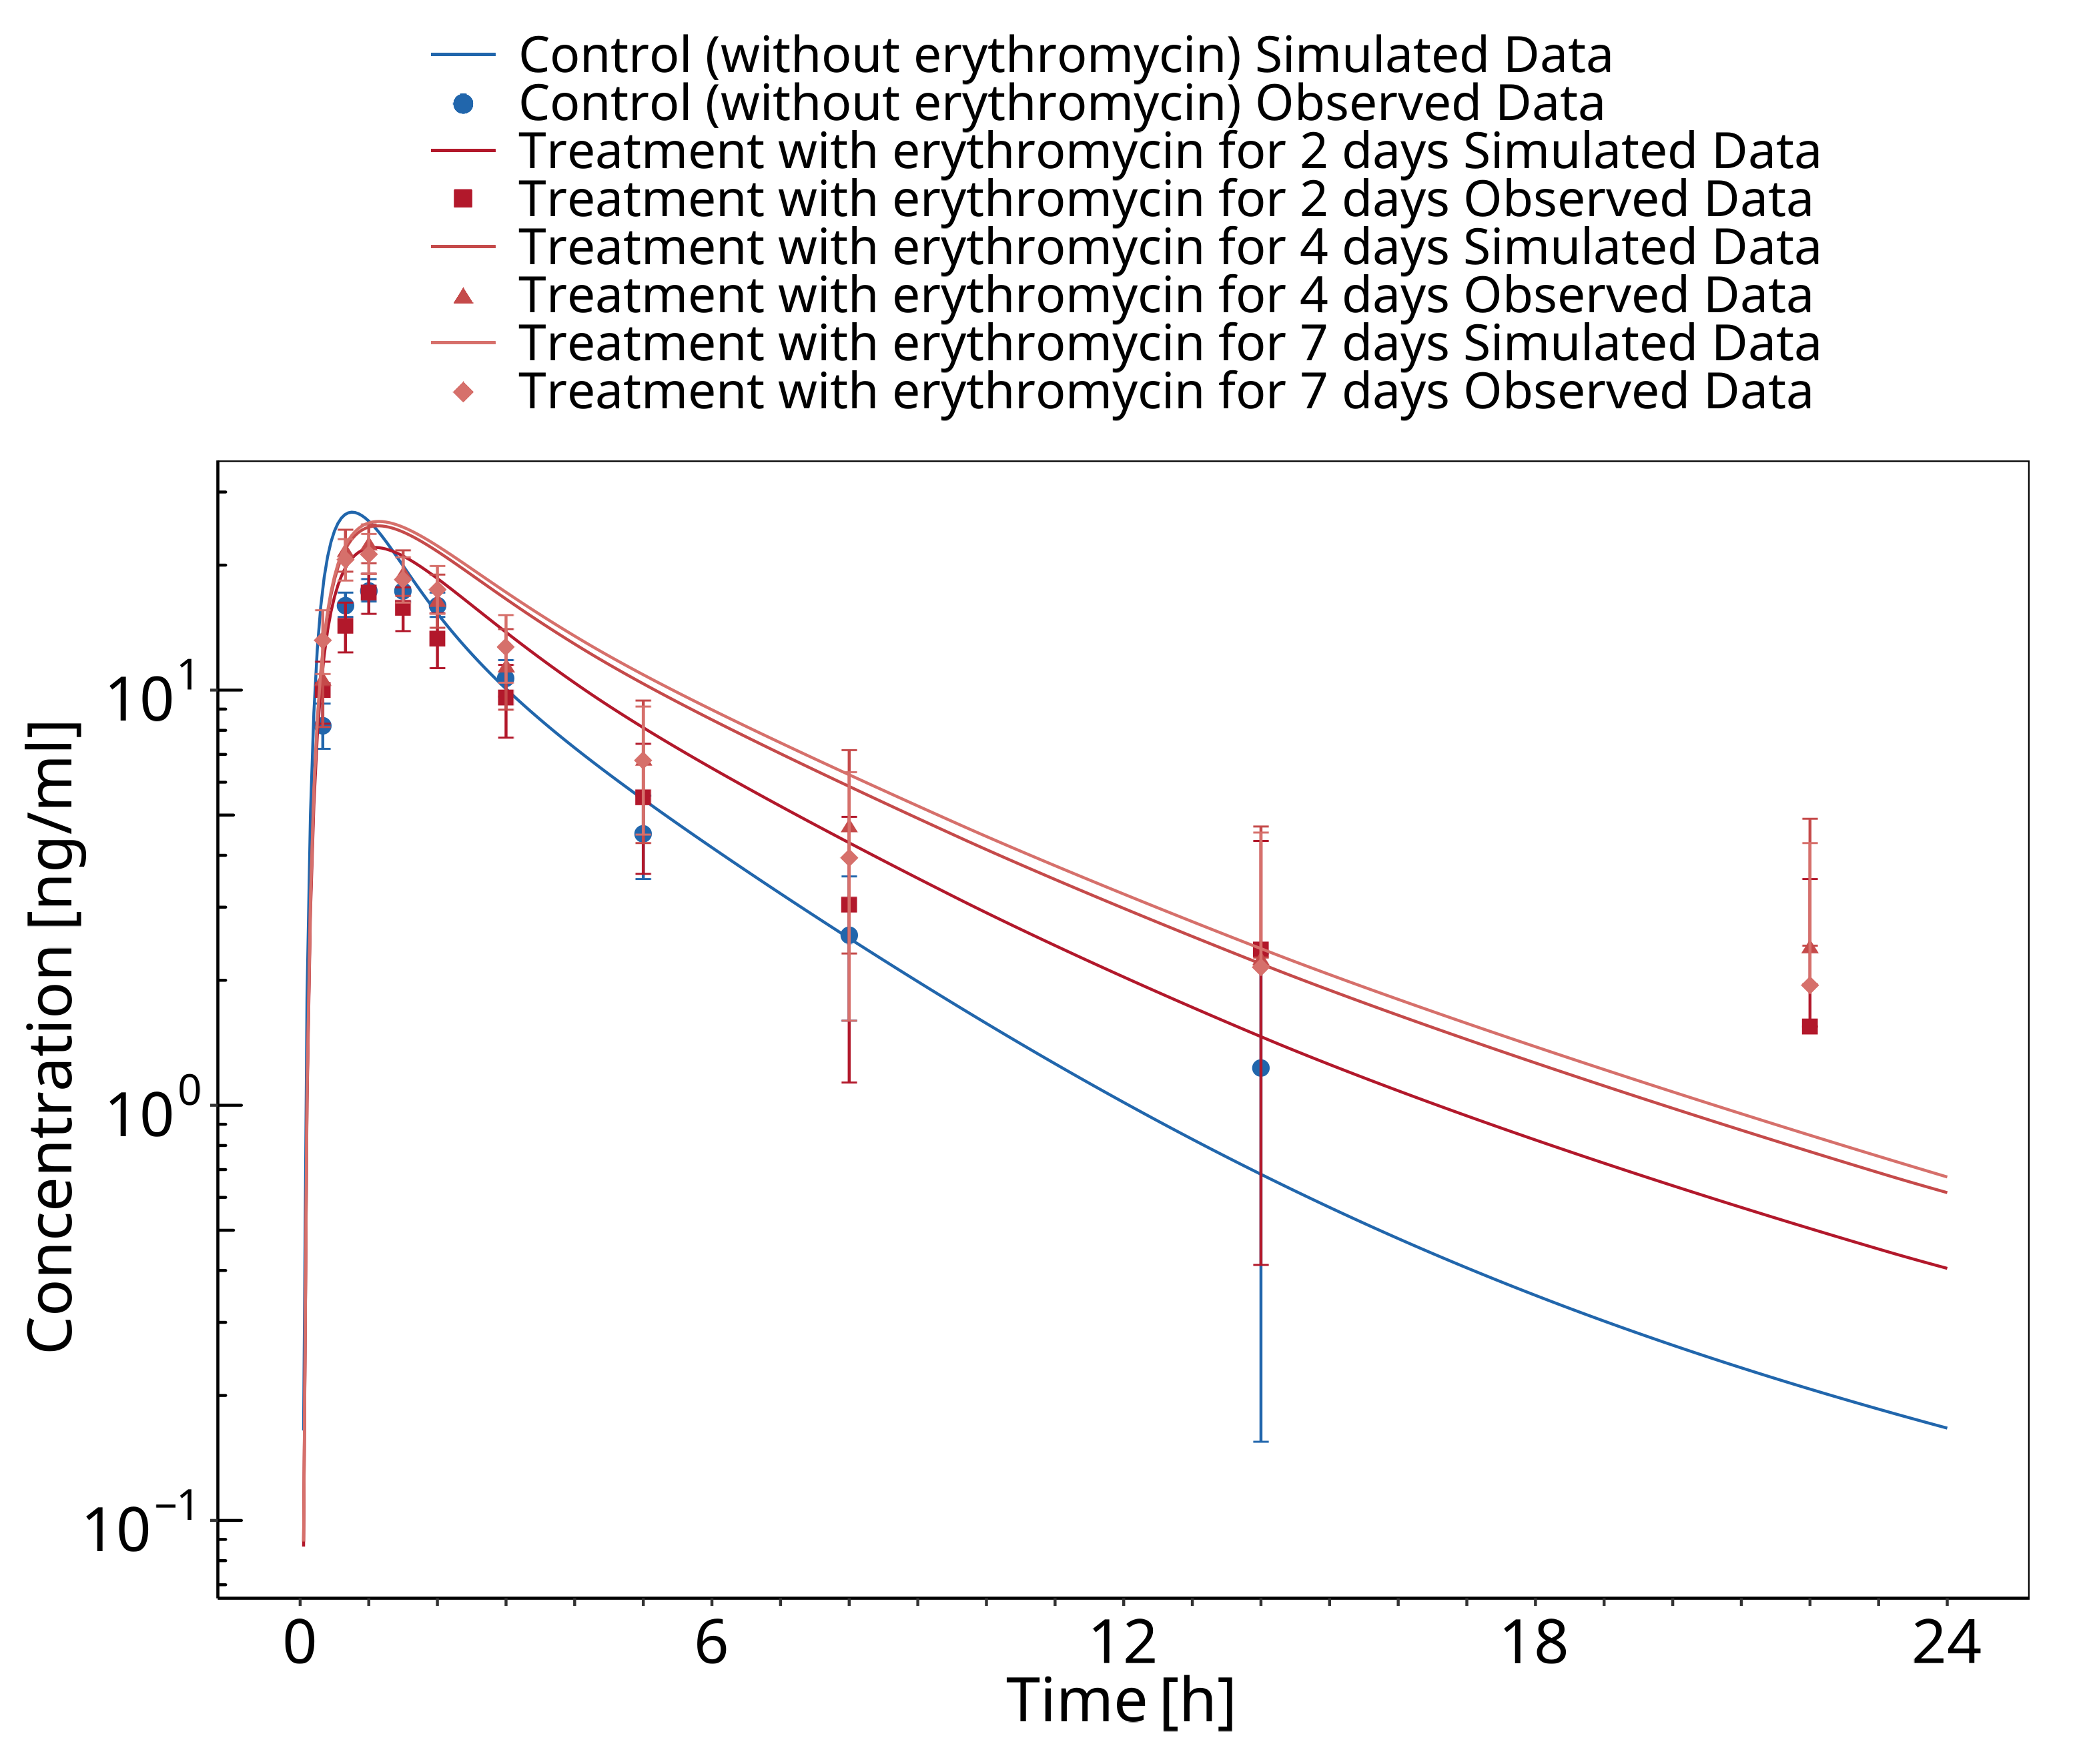 Control (without erythromycin) Simulated Data
Control (without erythromycin) Observed Data
Treatment with erythromycin for 2 days Simulated Data
Treatment with erythromycin for 2 days Observed Data
Treatment with erythromycin for 4 days Simulated Data
Treatment with erythromycin for 4 days Observed Data
Treatment with erythromycin for 7 days Simulated Data
Treatment with erythromycin for 7 days Observed Data
Concentration [ng/ml]
10¹
10⁰
10⁻¹
0 6 12 18 24
Time [h]